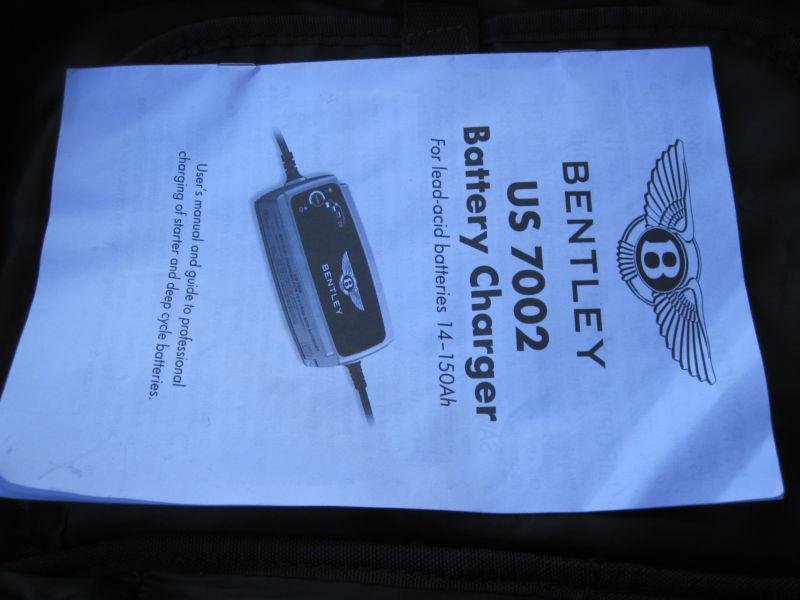 B
BENTLEY
US 7002
Battery Charger
For lead-acid batteries 14–150Ah
B
BENTLEY
User's manual and guide to professional
charging of starter and deep cycle batteries.